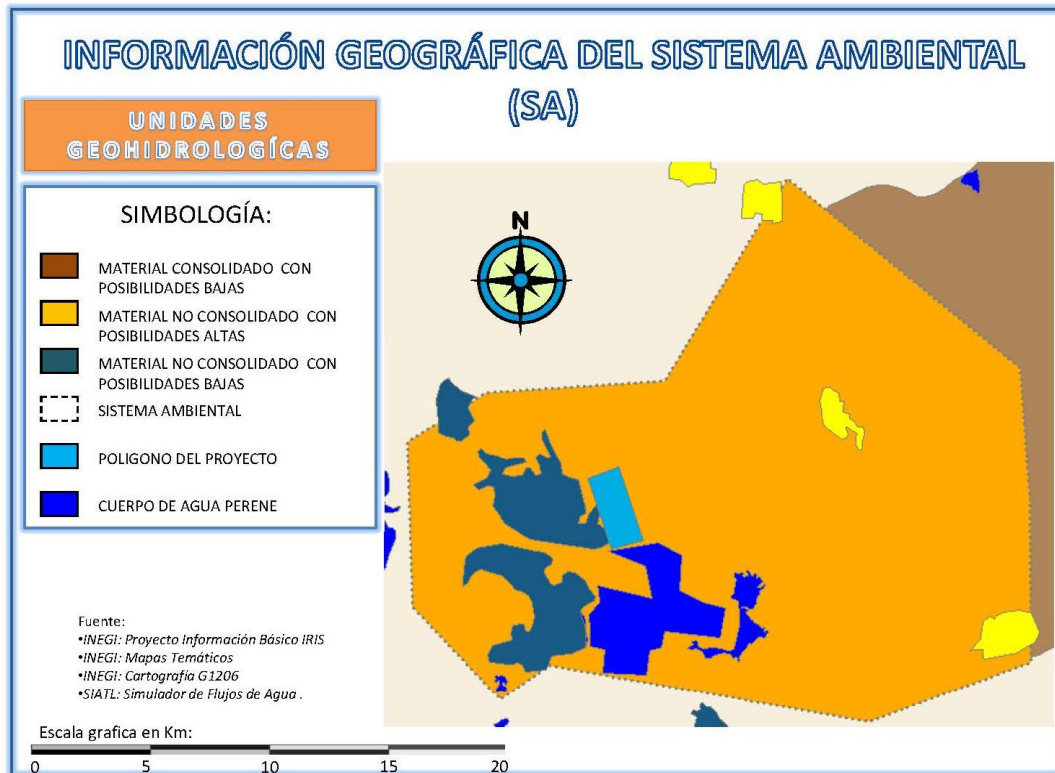 INFORMACIÓN GEOGRÁFICA DEL SISTEMA AMBIENTAL
(SA)
UNIDADES
GEOHIDROLOGÍCAS
SIMBOLOGÍA:
MATERIAL CONSOLIDADO CON
POSIBILIDADES BAJAS
MATERIAL NO CONSOLIDADO CON
POSIBILIDADES ALTAS
MATERIAL NO CONSOLIDADO CON
POSIBILIDADES BAJAS
SISTEMA AMBIENTAL
POLIGONO DEL PROYECTO
CUERPO DE AGUA PERENE
N
Fuente:
•INEGI: Proyecto Información Básico IRIS
•INEGI: Mapas Temáticos
•INEGI: Cartografía G1206
•SIATL: Simulador de Flujos de Agua .
Escala grafica en Km:
0 5 10 15 20